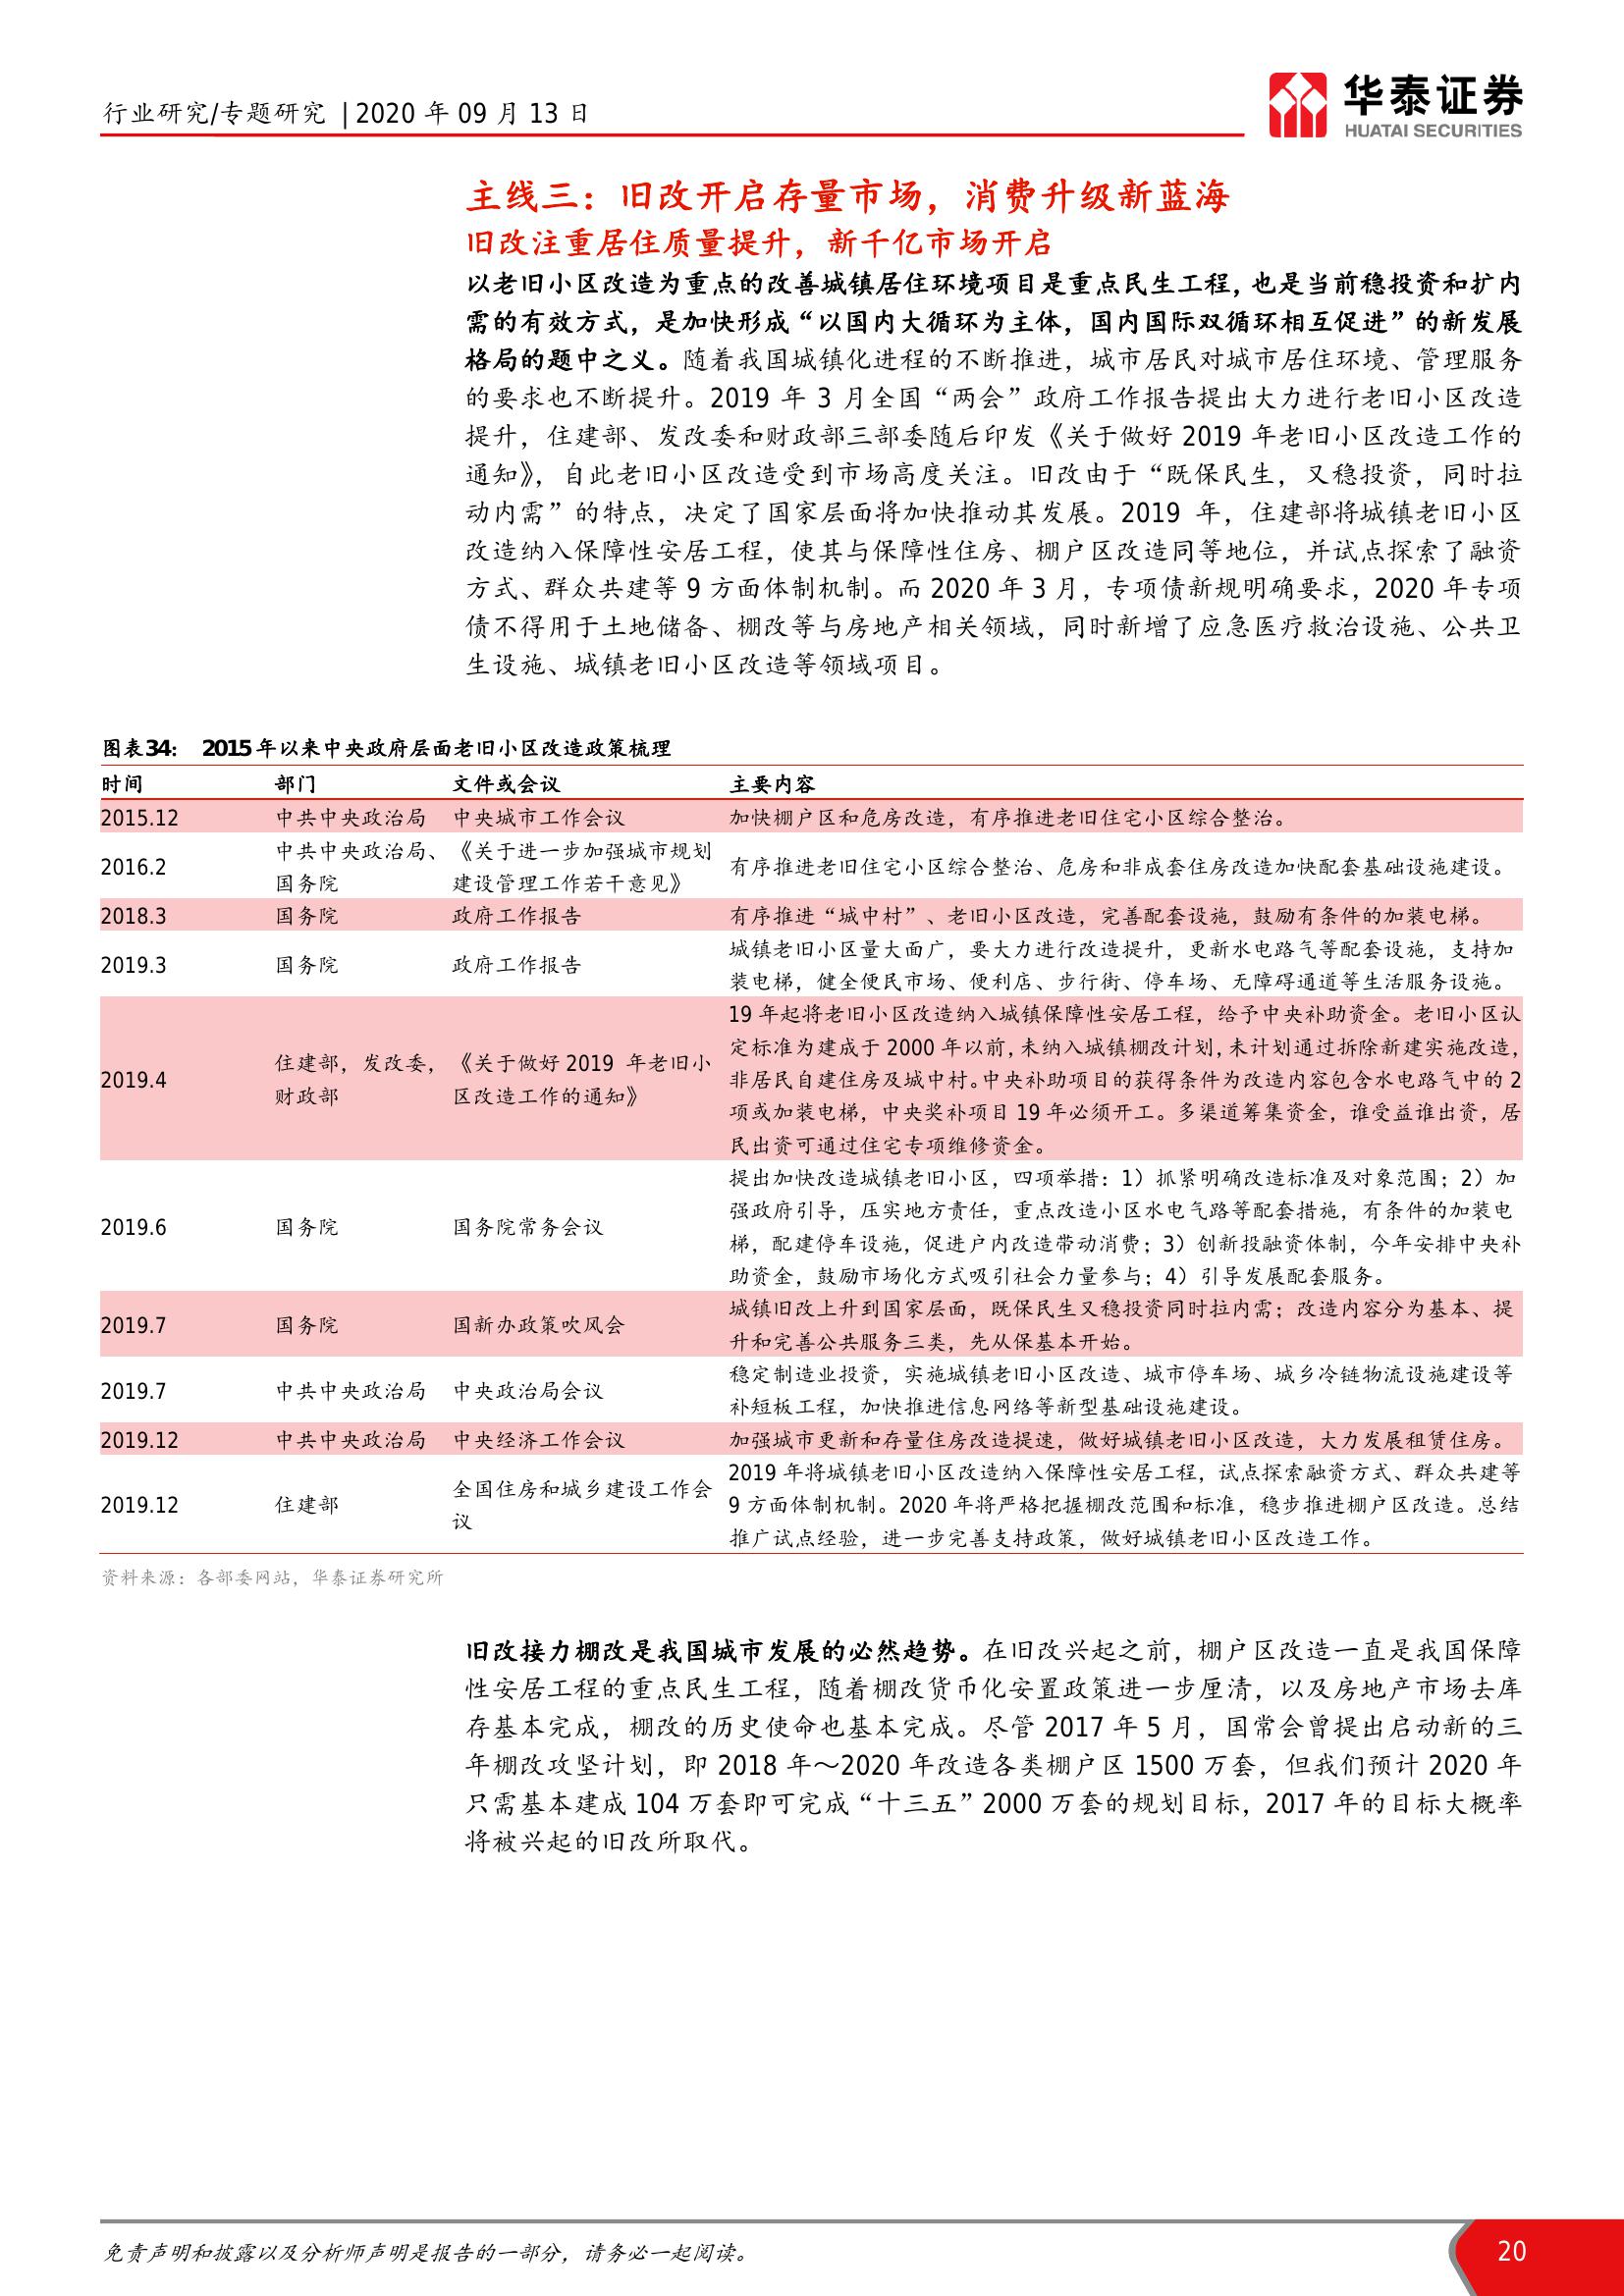 行业研究/专题研究 | 2020 年 09 月 13 日
华泰证券
HUATAI SECURITIES
主线三：旧改开启存量市场，消费升级新蓝海
旧改注重居住质量提升，新千亿市场开启
以老旧小区改造为重点的改善城镇居住环境项目是重点民生工程，也是当前稳投资和扩内
需的有效方式，是加快形成“以国内大循环为主体，国内国际双循环相互促进”的新发展
格局的题中之义。随着我国城镇化进程的不断推进，城市居民对城市居住环境、管理服务
的要求也不断提升。2019 年 3 月全国“两会”政府工作报告提出大力进行老旧小区改造
提升，住建部、发改委和财政部三部委随后印发《关于做好 2019 年老旧小区改造工作的
通知》，自此老旧小区改造受到市场高度关注。旧改由于“既保民生，又稳投资，同时拉
动内需”的特点，决定了国家层面将加快推动其发展。2019 年，住建部将城镇老旧小区
改造纳入保障性安居工程，使其与保障性住房、棚户区改造同等地位，并试点探索了融资
方式、群众共建等 9 方面体制机制。而 2020 年 3 月，专项债新规明确要求，2020 年专项
债不得用于土地储备、棚改等与房地产相关领域，同时新增了应急医疗救治设施、公共卫
生设施、城镇老旧小区改造等领域项目。
图表34： 2015 年以来中央政府层面老旧小区改造政策梳理
时间 部门 文件或会议 主要内容
2015.12 中共中央政治局 中央城市工作会议 加快棚户区和危房改造，有序推进老旧住宅小区综合整治。
2016.2 中共中央政治局、国务院 《关于进一步加强城市规划
建设管理工作若干意见》 有序推进老旧住宅小区综合整治、危房和非成套住房改造加快配套基础设施建设。
2018.3 国务院 政府工作报告 有序推进“城中村”、老旧小区改造，完善配套设施，鼓励有条件的加装电梯。
2019.3 国务院 政府工作报告 城镇老旧小区量大面广，要大力进行改造提升，更新水电路气等配套设施，支持加
装电梯，健全便民市场、便利店、步行街、停车场、无障碍通道等生活服务设施。
2019.4 住建部，发改委，财政部 《关于做好 2019 年老旧小
区改造工作的通知》 19 年起将老旧小区改造纳入城镇保障性安居工程，给予中央补助资金。老旧小区认
定标准为建成于 2000 年以前，未纳入城镇棚改计划，未计划通过拆除新建实施改造，
非居民自建住房及城中村。中央补助项目的获得条件为改造内容包含水电路气中的 2
项或加装电梯，中央奖补项目 19 年必须开工。多渠道筹集资金，谁受益谁出资，居
民出资可通过住宅专项维修资金。
2019.6 国务院 国务院常务会议 提出加快改造城镇老旧小区，四项举措：1）抓紧明确改造标准及对象范围；2）加
强政府引导，压实地方责任，重点改造小区水电气路等配套措施，有条件的加装电
梯，配建停车设施，促进户内改造带动消费；3）创新投融资体制，今年安排中央补
助资金，鼓励市场化方式吸引社会力量参与；4）引导发展配套服务。
2019.7 国务院 国新办政策吹风会 城镇旧改上升到国家层面，既保民生又稳投资同时拉内需；改造内容分为基本、提
升和完善公共服务三类，先从保基本开始。
2019.7 中共中央政治局 中央政治局会议 稳定制造业投资，实施城镇老旧小区改造、城市停车场、城乡冷链物流设施建设等
补短板工程，加快推进信息网络等新型基础设施建设。
2019.12 中共中央政治局 中央经济工作会议 加强城市更新和存量住房改造提速，做好城镇老旧小区改造，大力发展租赁住房。
2019.12 住建部 全国住房和城乡建设工作会
议 2019 年将城镇老旧小区改造纳入保障性安居工程，试点探索融资方式、群众共建等
9 方面体制机制。2020 年将严格把握棚改范围和标准，稳步推进棚户区改造。总结
推广试点经验，进一步完善支持政策，做好城镇老旧小区改造工作。
资料来源：各部委网站，华泰证券研究所
旧改接力棚改是我国城市发展的必然趋势。在旧改兴起之前，棚户区改造一直是我国保障
性安居工程的重点民生工程，随着棚改货币化安置政策进一步厘清，以及房地产市场去库
存基本完成，棚改的历史使命也基本完成。尽管 2017 年 5 月，国常会曾提出启动新的三
年棚改攻坚计划，即 2018 年～2020 年改造各类棚户区 1500 万套，但我们预计 2020 年
只需基本建成 104 万套即可完成“十三五”2000 万套的规划目标，2017 年的目标大概率
将被兴起的旧改所取代。
免责声明和披露以及分析师声明是报告的一部分，请务必一起阅读。
20